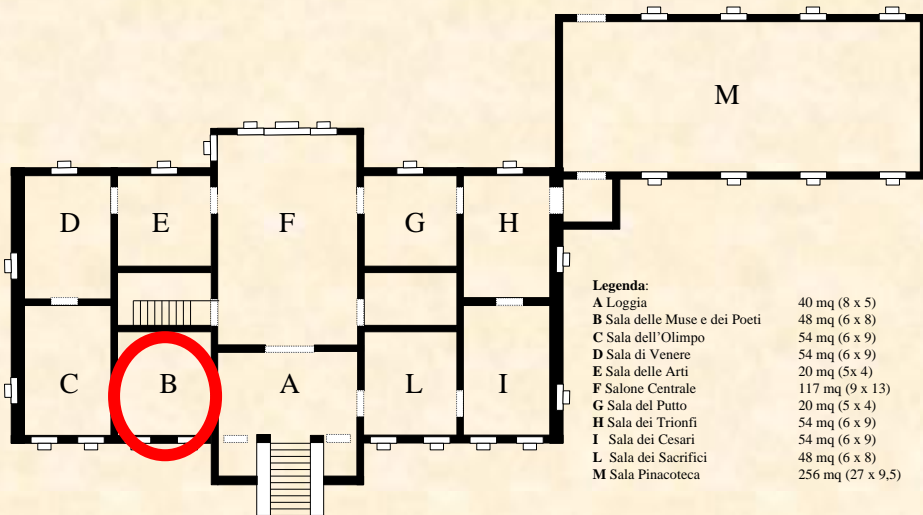 M
D
E
F
G
H
C
B
A
L
I
Legenda:
A Loggia 40 mq (8 x 5)
B Sala delle Muse e dei Poeti 48 mq (6 x 8)
C Sala dell'Olimpo 54 mq (6 x 9)
D Sala di Venere 54 mq (6 x 9)
E Sala delle Arti 20 mq (5x 4)
F Salone Centrale 117 mq (9 x 13)
G Sala del Putto 20 mq (5 x 4)
H Sala dei Trionfi 54 mq (6 x 9)
I Sala dei Cesari 54 mq (6 x 9)
L Sala dei Sacrifici 48 mq (6 x 8)
M Sala Pinacoteca 256 mq (27 x 9,5)